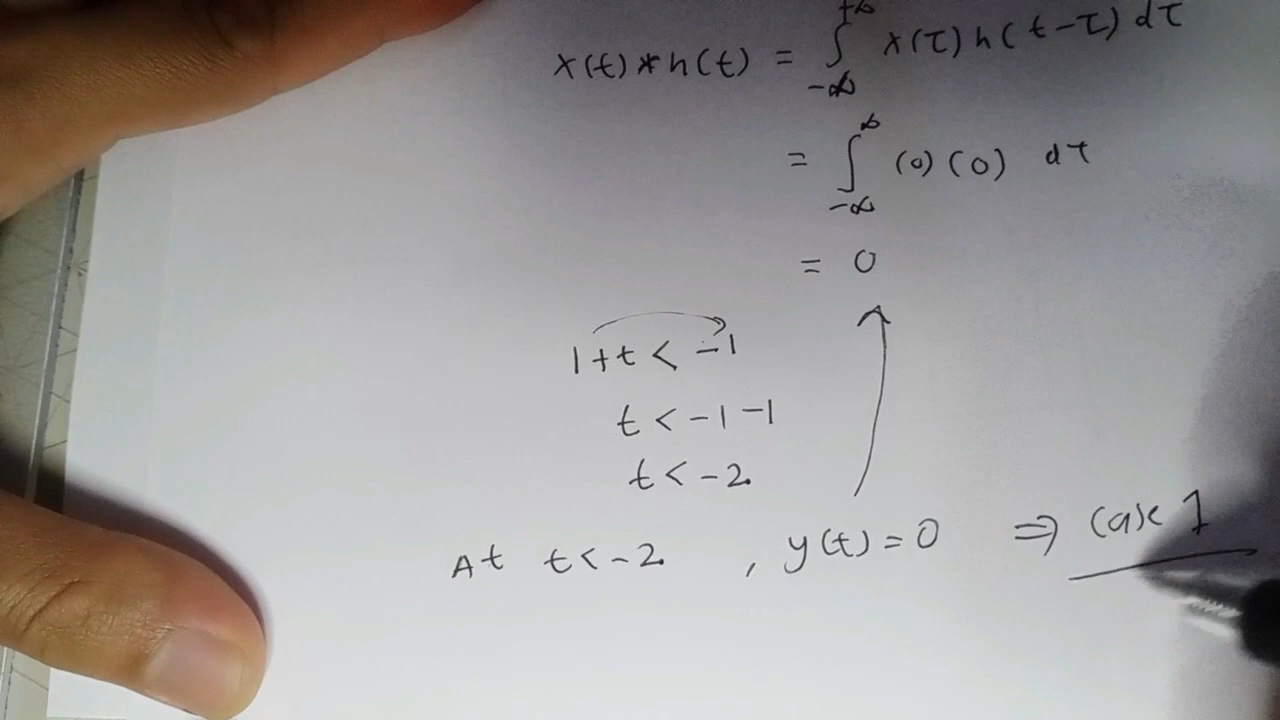 x(t)*h(t) = ∫_{-∞}^{+∞} x(τ)h(t-τ)dτ
= ∫_{-∞}^{∞} (0)(0) dτ
= 0
1+t < -1
t < -1 -1
t < -2
At t < -2 , y(t)=0 ⇒ Case 1